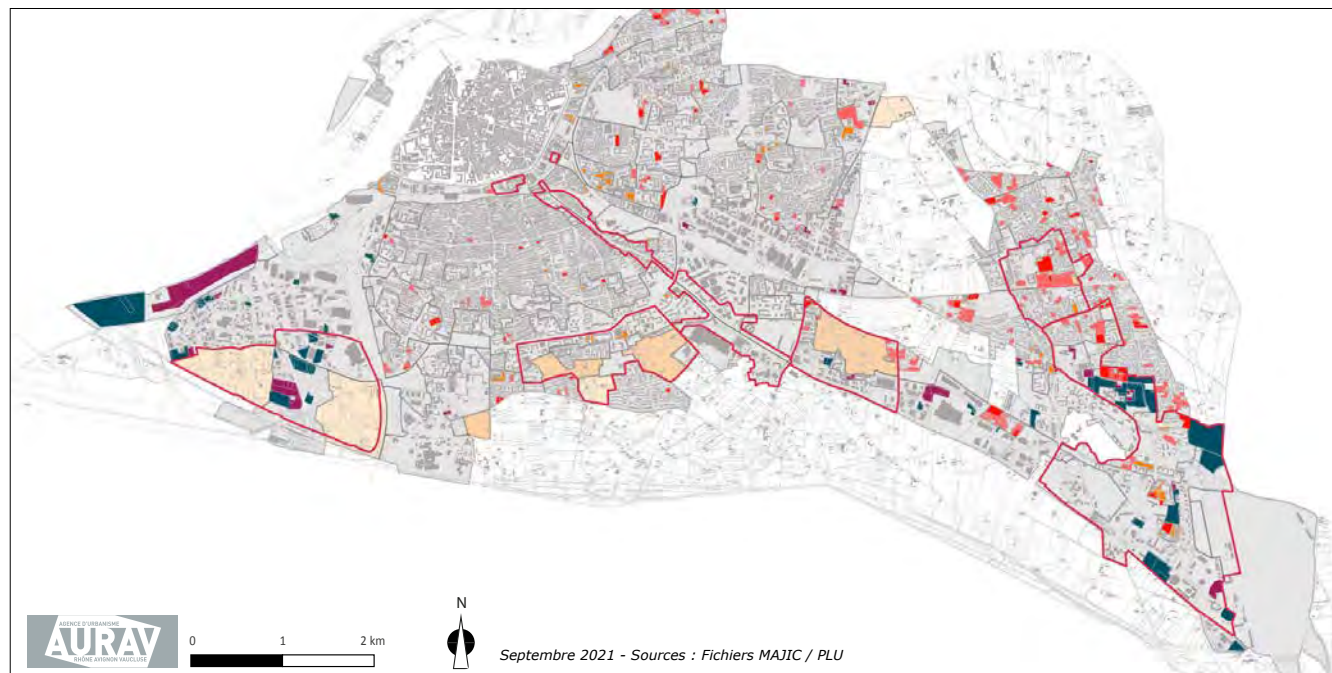 AGENCE D'URBANISME
AURAV
RHÔNE AVIGNON VAUCLUSE
0 1 2 km
N
Septembre 2021 - Sources : Fichiers MAJIC / PLU